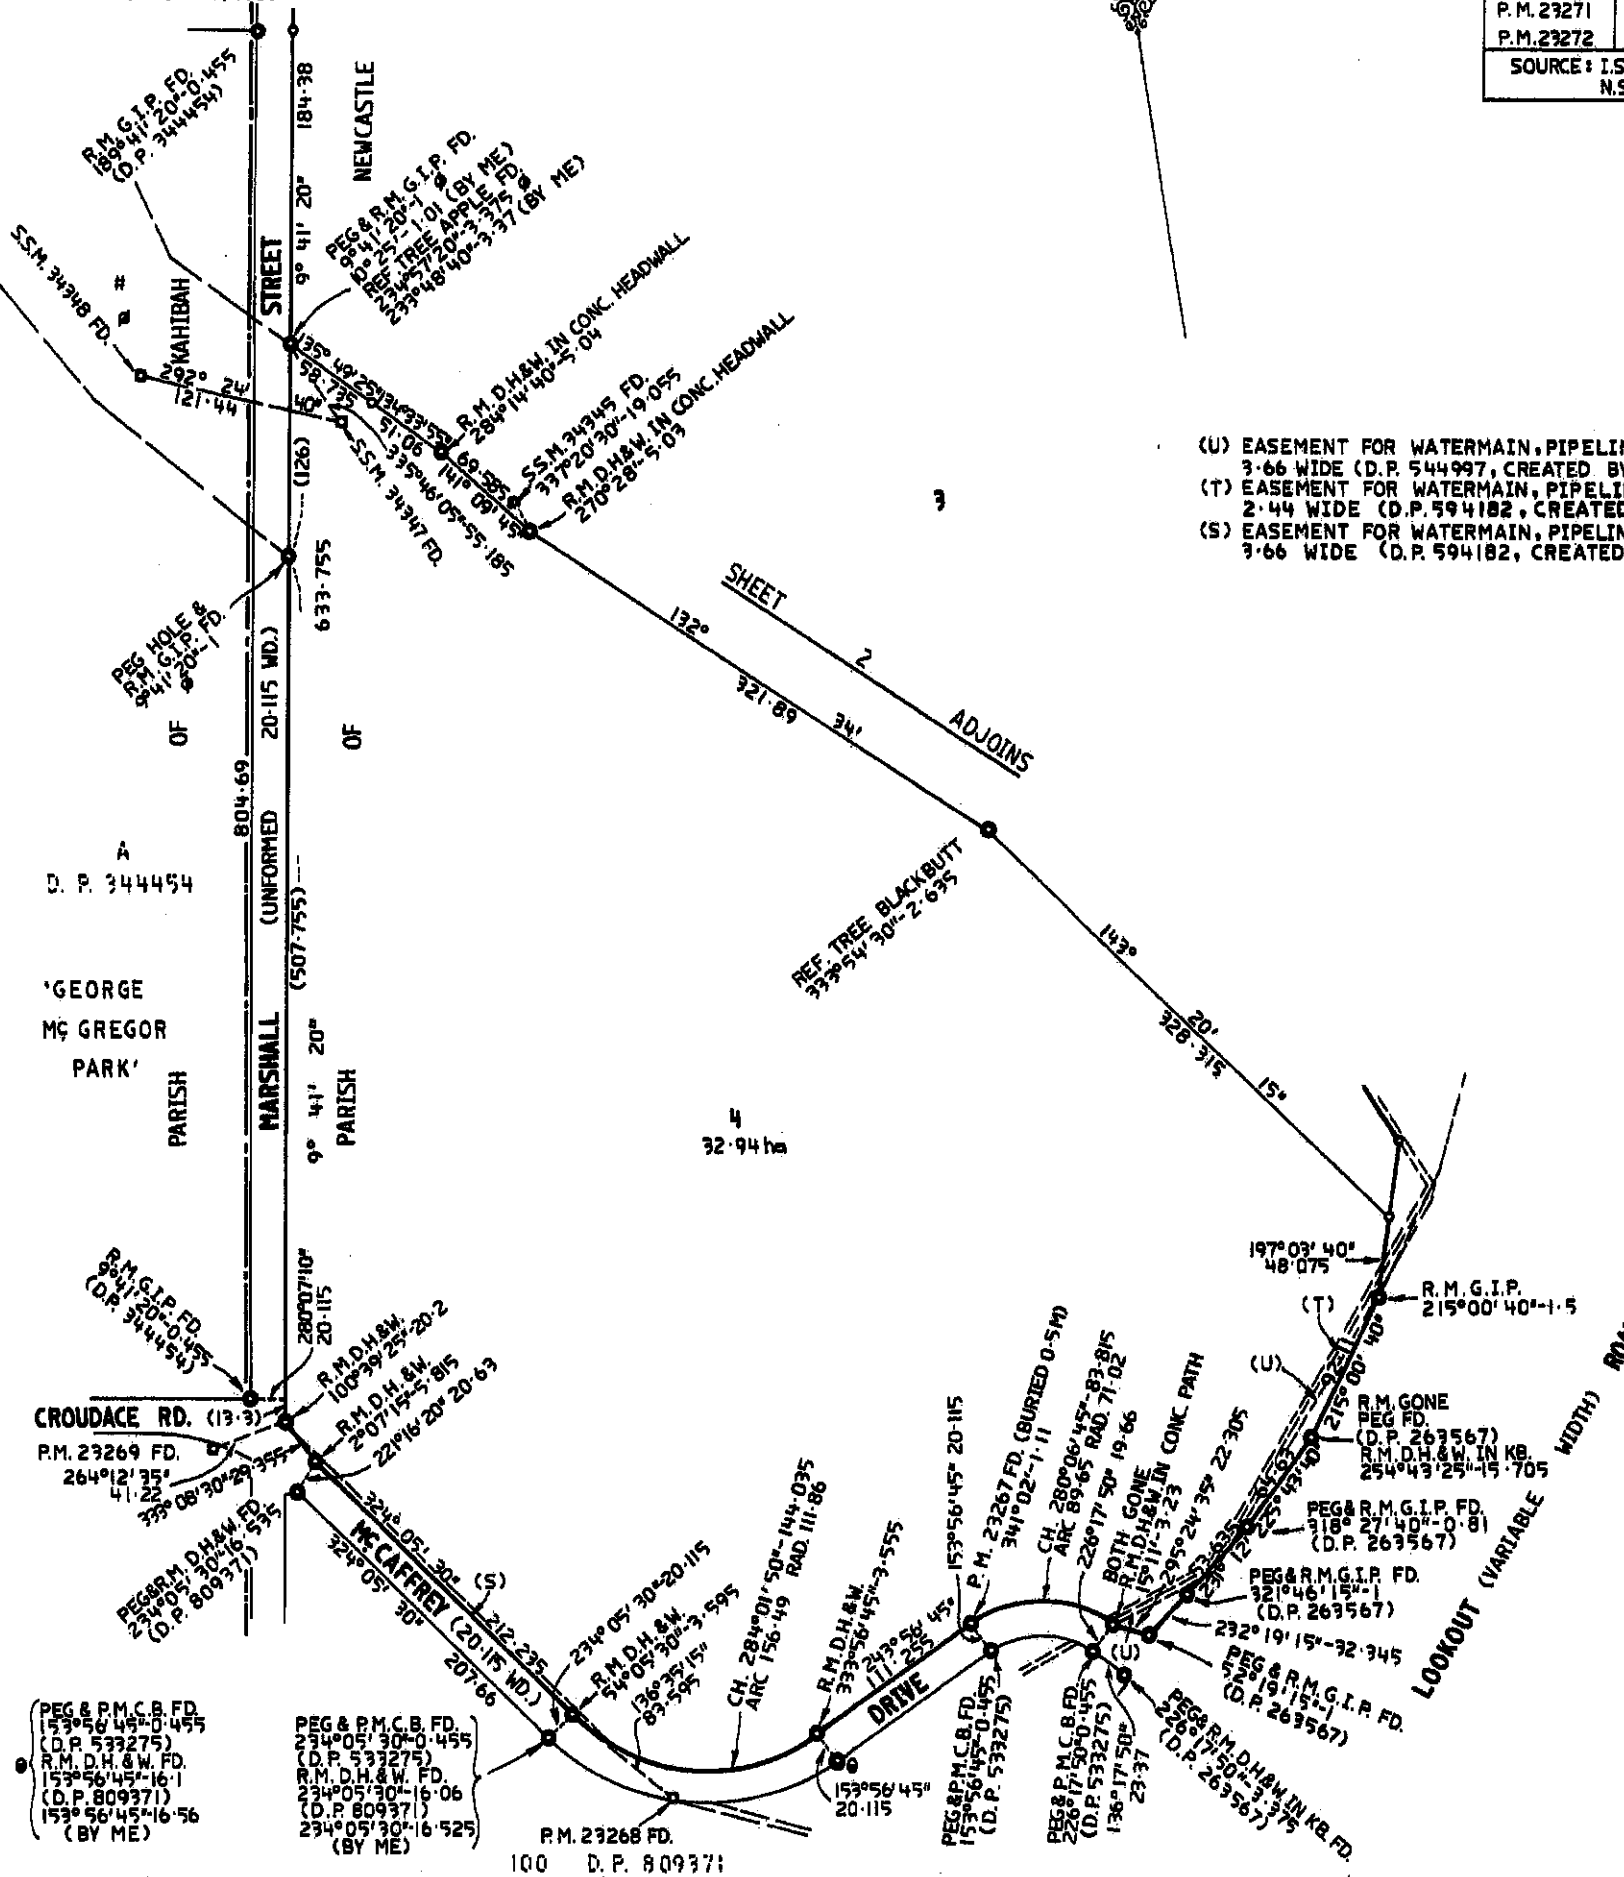 P.M. 23271
P.M. 23272
SOURCE: I.S
N.S
R.M. G.I.P. FD.
189°41'20"-0·455
(D.P. 344454)
184·38
9° 41' 20"
NEWCASTLE
STREET
PEG & R.M. G.I.P. FD.
9°41'20"-1
10°25'-1·01 (BY ME)
REF. TREE APPLE FD.
234°57'20"-3·375
233°48'40"-3·37 (BY ME)
S.S.M. 34348 FD.
#
KAHIBAH
292° 24' 40"
121·44
135° 49' 25"
58·735
134°33'55"
51·06
R.M. D.H.&W. IN CONC. HEADWALL
284°14'40"-5·04
69·585
141° 09' 45"
S.S.M. 34345 FD.
337°20'30"-19·055
R.M. D.H.&W. IN CONC. HEADWALL
270°28'-5·03
335°46'05"-55·185
S.S.M. 34347 FD.
(126)
633·755
PEG HOLE &
R.M. G.I.P. FD.
9°41'20"-1
3
(U) EASEMENT FOR WATERMAIN, PIPELI
3·66 WIDE (D.P. 544997, CREATED BY
(T) EASEMENT FOR WATERMAIN, PIPELI
2·44 WIDE (D.P. 594182, CREATED
(S) EASEMENT FOR WATERMAIN, PIPELIN
3·66 WIDE (D.P. 594182, CREATED
SHEET 2 ADJOINS
132° 34'
321·89
OF
OF
20·115 WD.)
804·69
(UNFORMED
(507·755)
A
D. P. 344454
REF. TREE BLACKBUTT
333°54'30"-2·635
143° 20' 15"
328·315
'GEORGE
MC GREGOR
PARK'
PARISH
MARSHALL
9° 41' 20"
PARISH
4
32·94 ha
197°03'40"
48·075
R.M. G.I.P.
215°00'40"-1·5
(T)
(U)
215° 00' 40"
R.M. GONE
PEG FD.
(D.P. 263567)
R.M. D.H.&W. IN KB.
254°43'25"-15·705
PEG & R.M. G.I.P. FD.
318° 27' 40"-0·81
(D.P. 263567)
PEG & R.M. G.I.P. FD.
321°46'15"-1
(D.P. 263567)
232°19'15"-32·345
PEG & R.M. G.I.P. FD.
52°19'15"-1
(D.P. 263567)
PEG & R.M. D.H.&W. IN KB. FD.
226°17'50"-3·375
(D.P. 263567)
LOOKOUT (VARIABLE WIDTH) ROA
R.M. G.I.P. FD.
9°41'20"-0·455
(D.P. 344454)
280°07'10"
20·115
R.M. D.H.&W.
100°39'25"-20·2
R.M. D.H.&W.
2°07'15"-5·815
221°16'20" 20·63
CROUDACE RD. (13·3)
P.M. 23269 FD.
264°12'35"
41·22
333°08'30"-29·355
PEG & R.M. D.H.&W. FD.
234°05'30"-16·535
(D.P. 809371)
324° 05' 30"
212·235
(S)
MC CAFFREY (20·115 WD.)
324°05' 30"
207·66
234°05'30"-20·115
R.M. D.H.&W.
54°05'30"-3·595
136°35'15"
83·595
CH. 284°01'50"-144·035
ARC 156·49 RAD. 111·86
R.M. D.H.&W.
333°56'45"-3·555
243°56'45"
111·255
DRIVE
153°56'45" 20·115
P.M. 23267 FD. (BURIED 0·5M)
341°02'-1·11
CH. 280°06'45"-83·815
ARC 89·65 RAD. 71·02
226°17'50" 19·66
BOTH GONE
R.M. D.H.&W. IN CONC. PATH
15°11'-3·23
295°24'35" 22·305
(U)
136°17'50"
23·37
PEG & P.M. C.B. FD.
226°17'50"-0·455
(D.P. 533275)
PEG & P.M. C.B. FD.
153°56'45"-0·455
(D.P. 533275)
153°56'45"
20·115
PEG & P.M. C.B. FD.
153°56'45"-0·455
(D.P. 533275)
R.M. D.H.& W. FD.
153°56'45"-16·1
(D.P. 809371)
153°56'45"-16·56
(BY ME)
PEG & P.M. C.B. FD.
234°05'30"-0·455
(D.P. 533275)
R.M. D.H.& W. FD.
234°05'30"-16·06
(D.P. 809371)
234°05'30"-16·525
(BY ME)
P.M. 23268 FD.
100 D. P. 809371